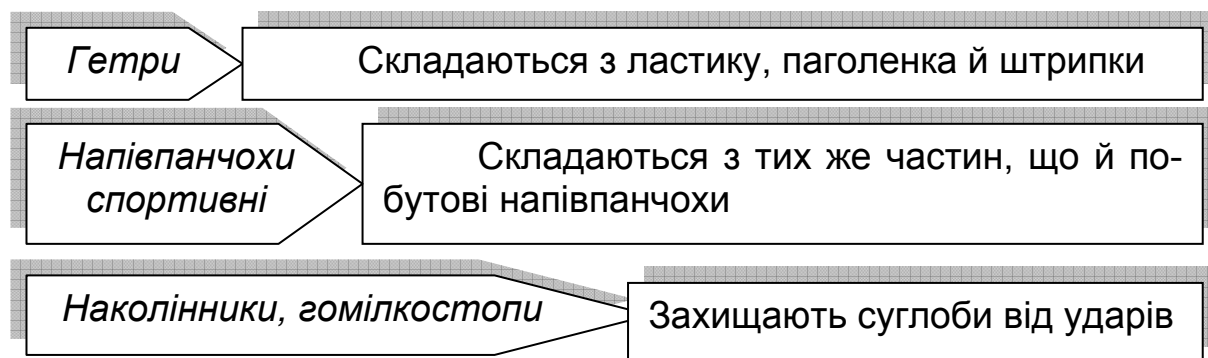 Гетри
Складаються з ластику, паголенка й штрипки
Напівпанчохи
спортивні
Складаються з тих же частин, що й по-
бутові напівпанчохи
Наколінники, гомілкостопи
Захищають суглоби від ударів